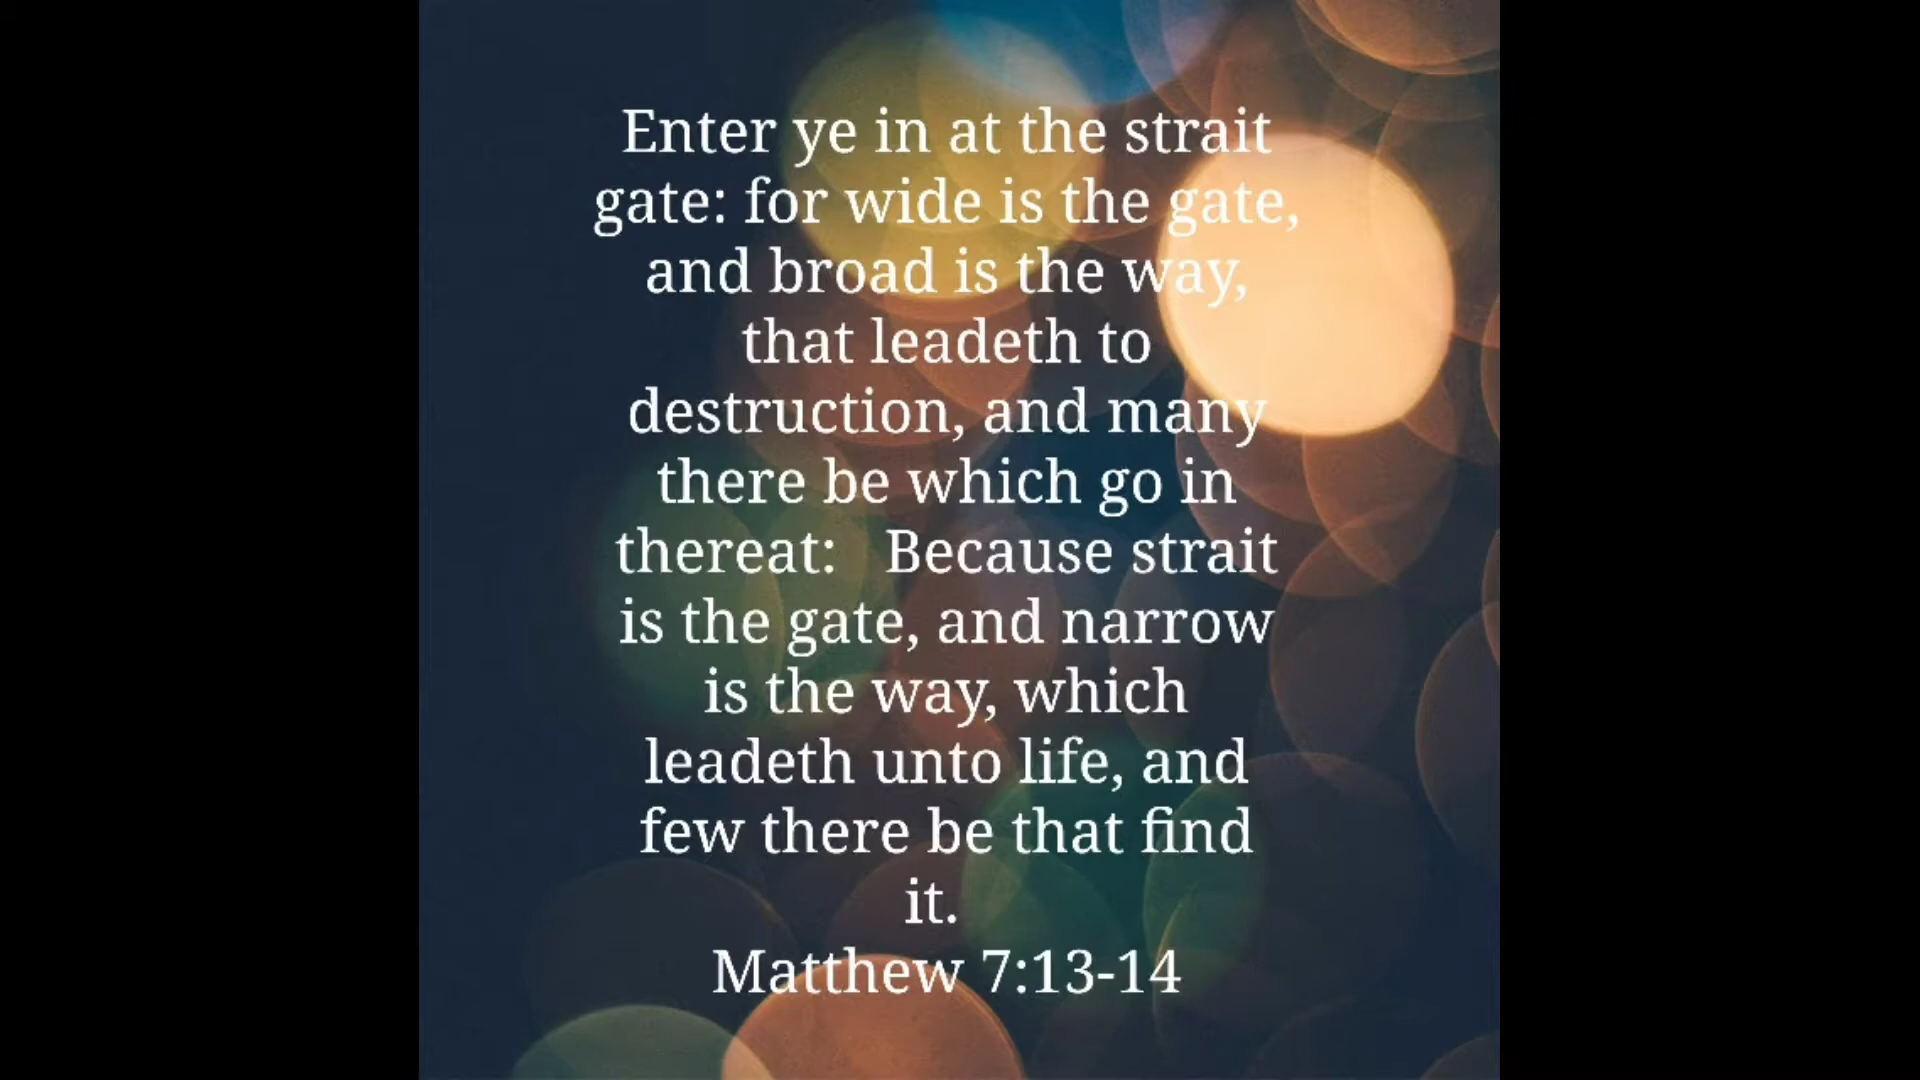 Enter ye in at the strait
gate: for wide is the gate,
and broad is the way,
that leadeth to
destruction, and many
there be which go in
thereat:   Because strait
is the gate, and narrow
is the way, which
leadeth unto life, and
few there be that find
it.
Matthew 7:13-14